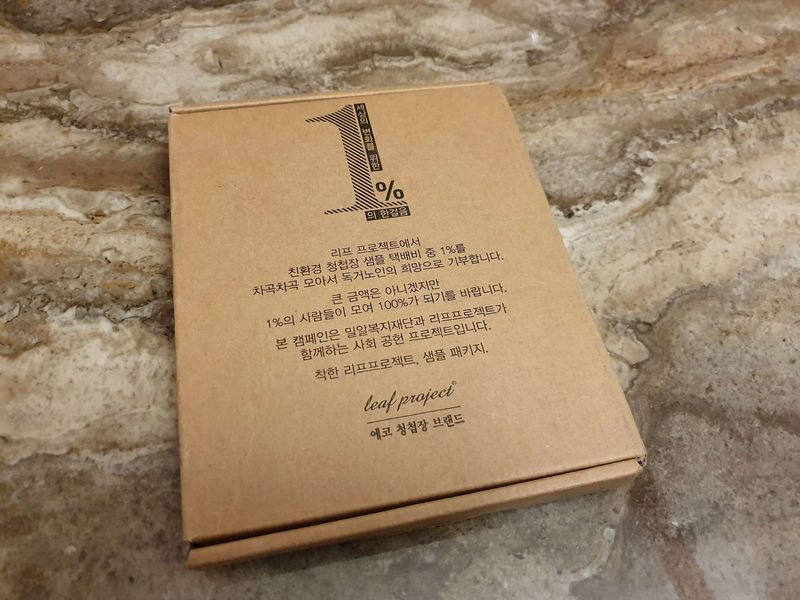 세상의 변화를 위한
1%
의 한걸음
리프 프로젝트에서
친환경 청첩장 샘플 택배비 중 1%를
차곡차곡 모아서 독거노인의 희망으로 기부합니다.
큰 금액은 아니겠지만
1%의 사람들이 모여 100%가 되기를 바랍니다.
본 캠페인은 밀알복지재단과 리프프로젝트가
함께하는 사회 공헌 프로젝트입니다.
착한 리프프로젝트, 샘플 패키지.
leaf project®
에코 청첩장 브랜드